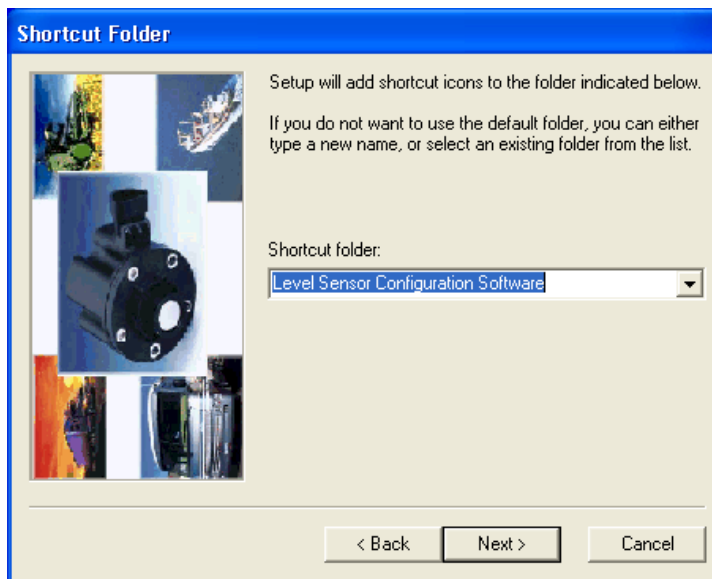 Shortcut Folder
Setup will add shortcut icons to the folder indicated below.
If you do not want to use the default folder, you can either
type a new name, or select an existing folder from the list.
Shortcut folder:
Level Sensor Configuration Software
< Back
Next >
Cancel